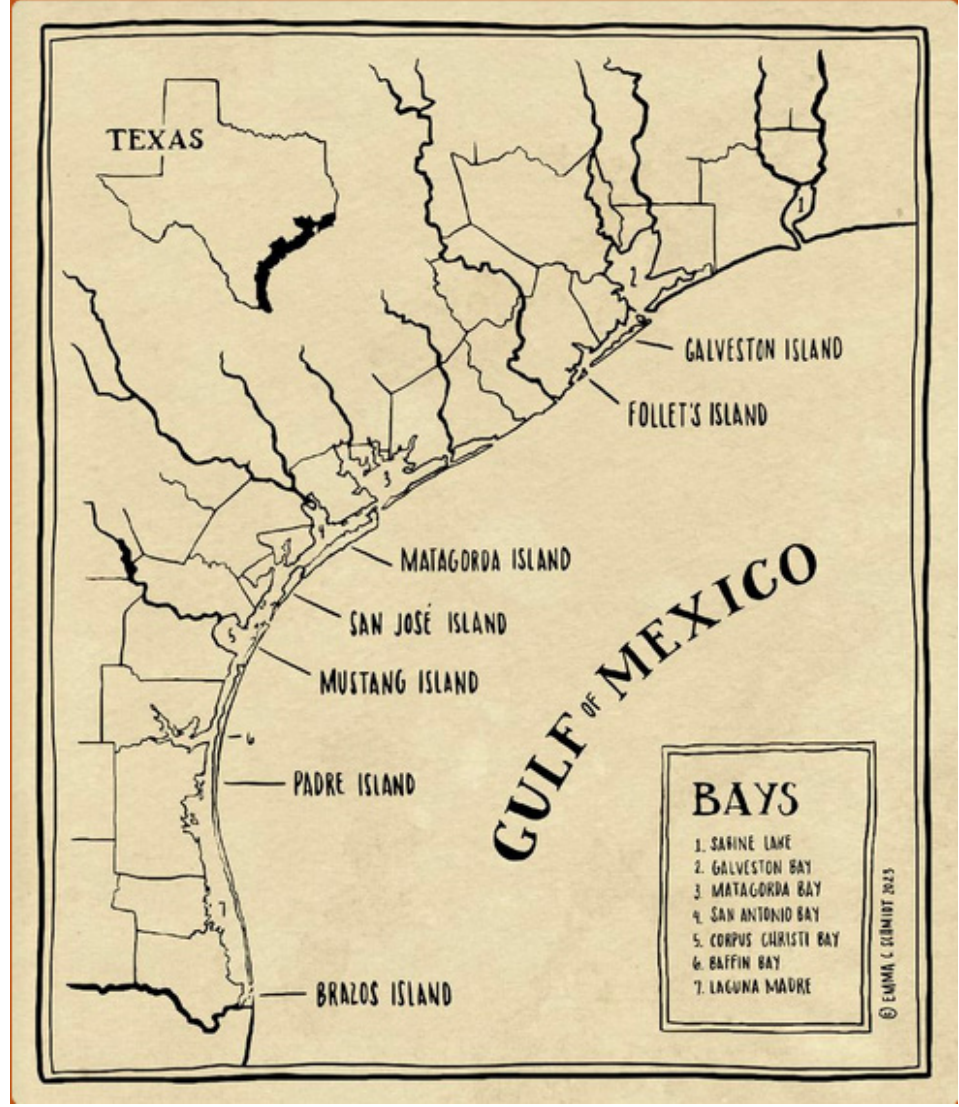 TEXAS
1
2
GALVESTON ISLAND
FOLLET'S ISLAND
3
4
MATAGORDA ISLAND
SAN JOSÉ ISLAND
5
MUSTANG ISLAND
6
PADRE ISLAND
7
BRAZOS ISLAND
GULF OF MEXICO
BAYS
1. SABINE LAKE
2. GALVESTON BAY
3 MATAGORDA BAY
4. SAN ANTONIO BAY
5. CORPUS CHRISTI BAY
6. BAFFIN BAY
7. LAGUNA MADRE
© EMMA C SCHMIDT 2023